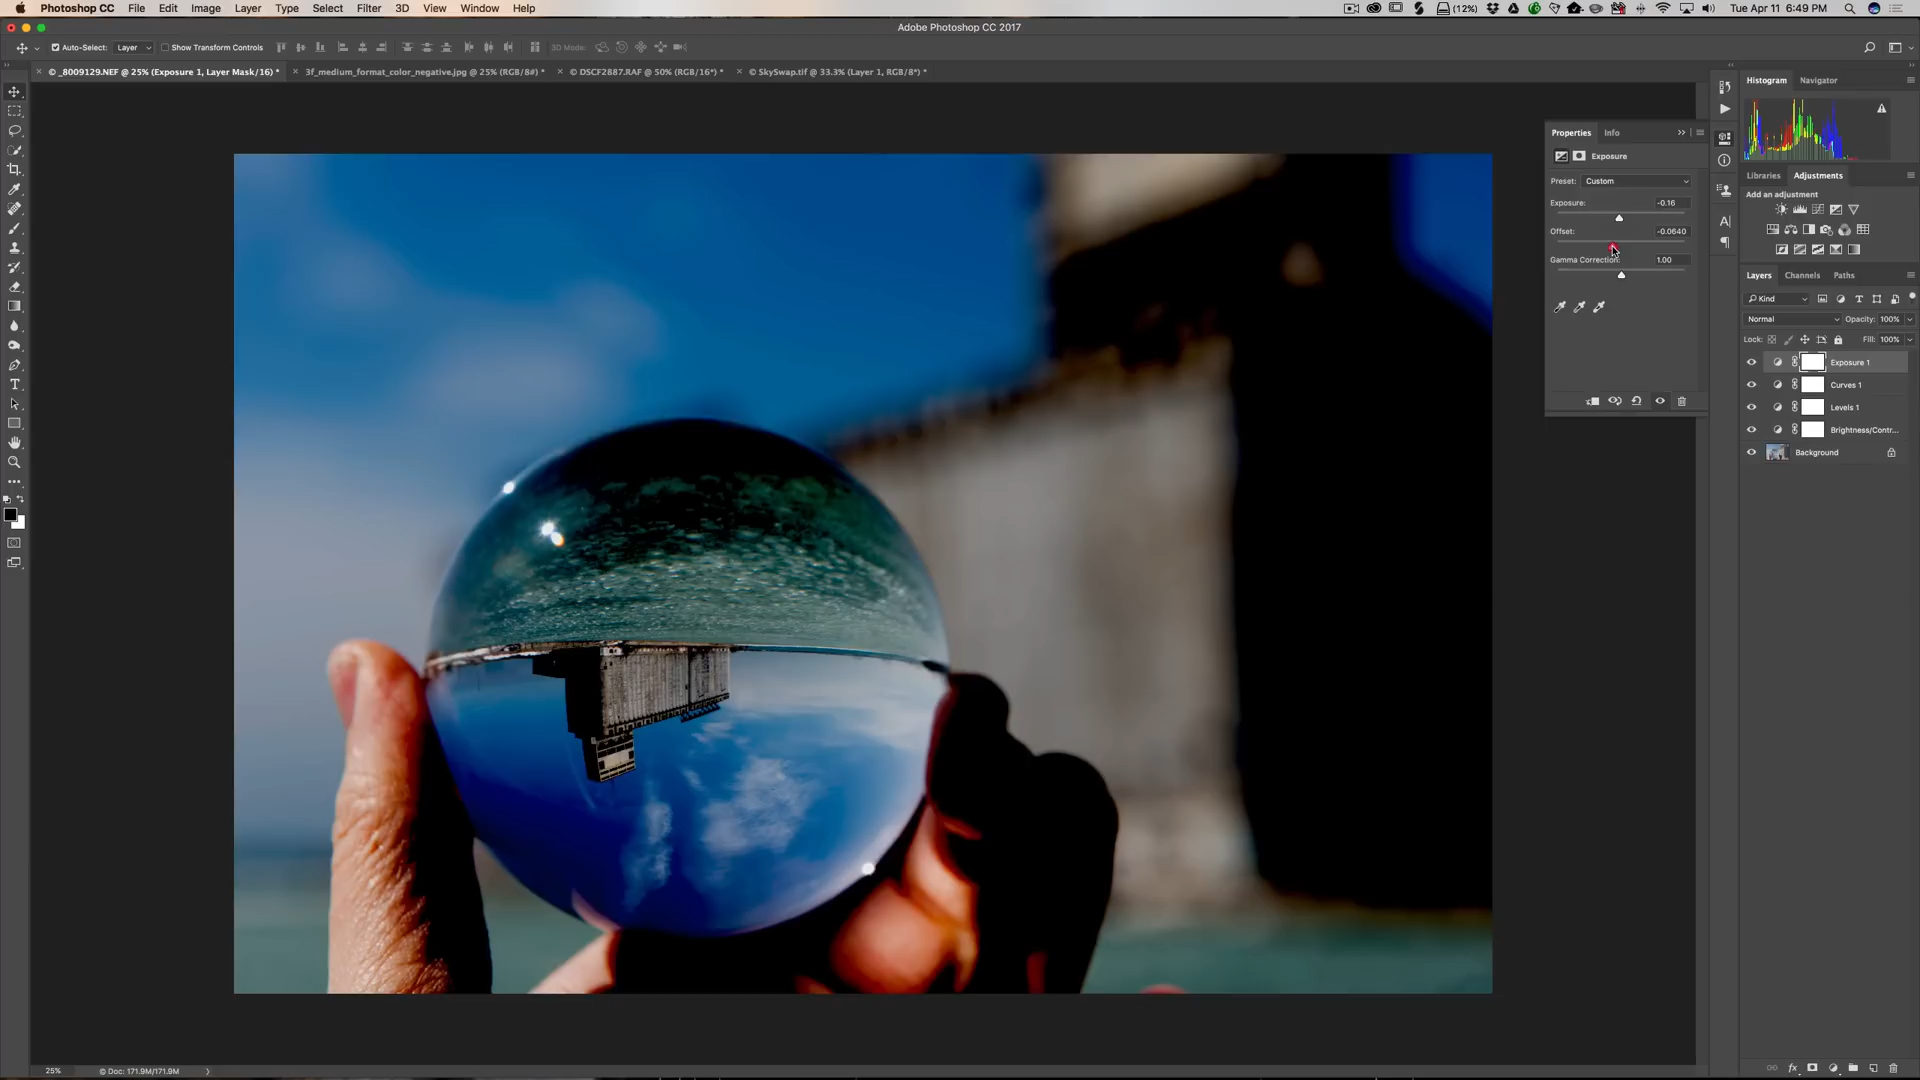 Photoshop CC File Edit Image Layer Type Select Filter 3D View Window Help
(12%) Tue Apr 11 6:49 PM
Adobe Photoshop CC 2017
Auto-Select: Layer Show Transform Controls 3D Mode:
© _8009129.NEF @ 25% (Exposure 1, Layer Mask/16) *
3f_medium_format_color_negative.jpg @ 25% (RGB/8#) *
© DSCF2887.RAF @ 50% (RGB/16*) *
© SkySwap.tif @ 33.3% (Layer 1, RGB/8*) *
Histogram Navigator
Properties Info
Exposure
Preset: Custom
Exposure: -0.16
Offset: -0.0640
Gamma Correction: 1.00
Libraries Adjustments
Add an adjustment
Layers Channels Paths
Kind
Normal Opacity: 100%
Lock: Fill: 100%
Exposure 1
Curves 1
Levels 1
Brightness/Contr...
Background
25% © Doc: 171.9M/171.9M